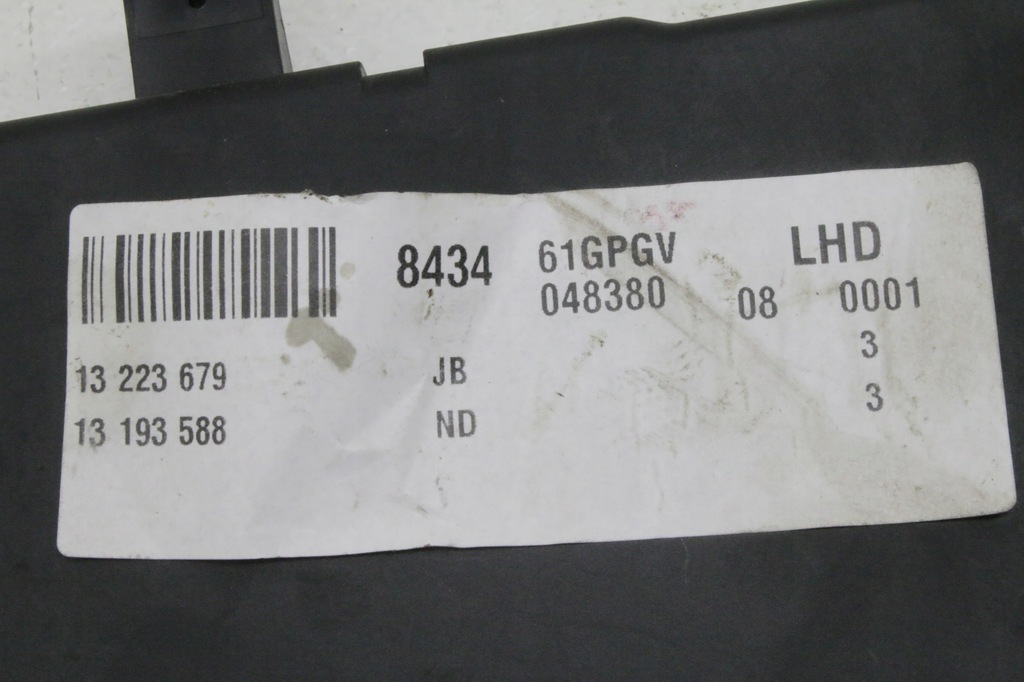 8434 61GPGV LHD
048380 08 0001
3
13 223 679 JB
3
13 193 588 ND